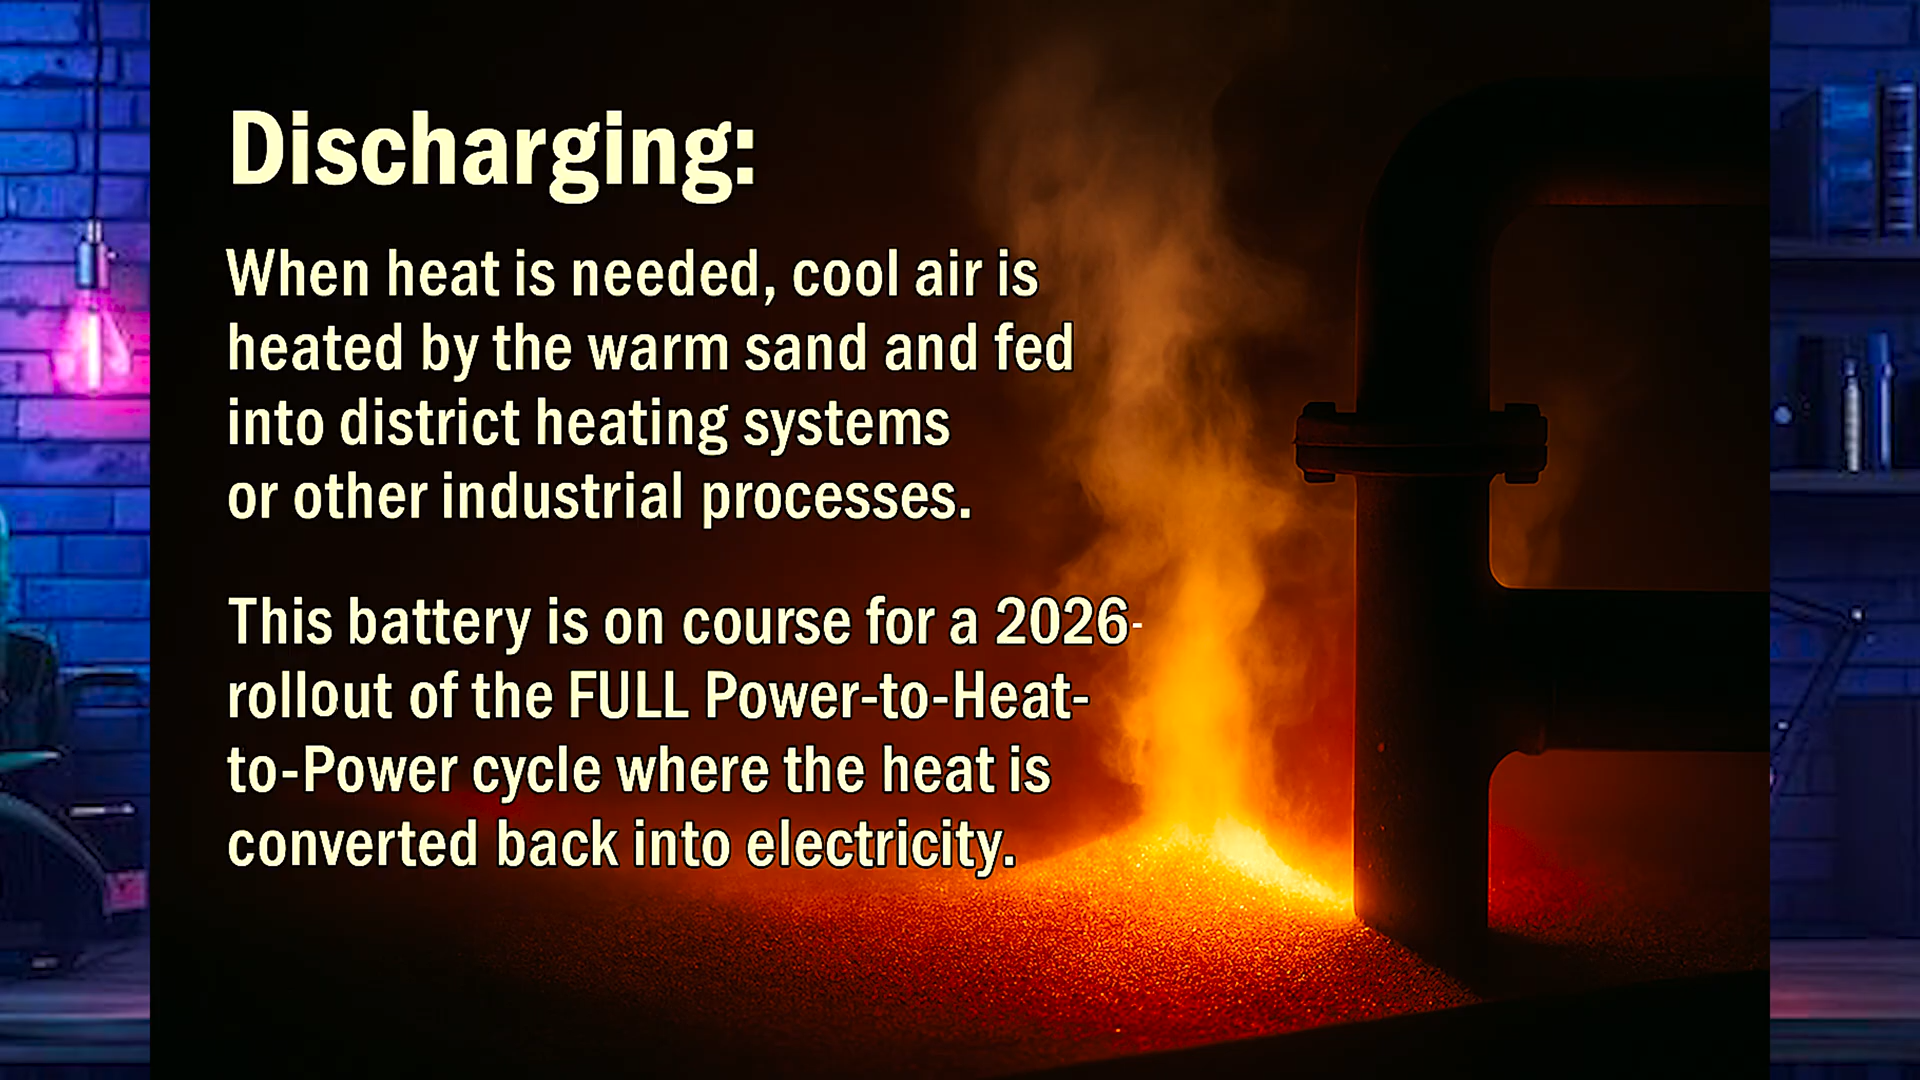 Discharging:
When heat is needed, cool air is
heated by the warm sand and fed
into district heating systems
or other industrial processes.
This battery is on course for a 2026-
rollout of the FULL Power-to-Heat-
to-Power cycle where the heat is
converted back into electricity.